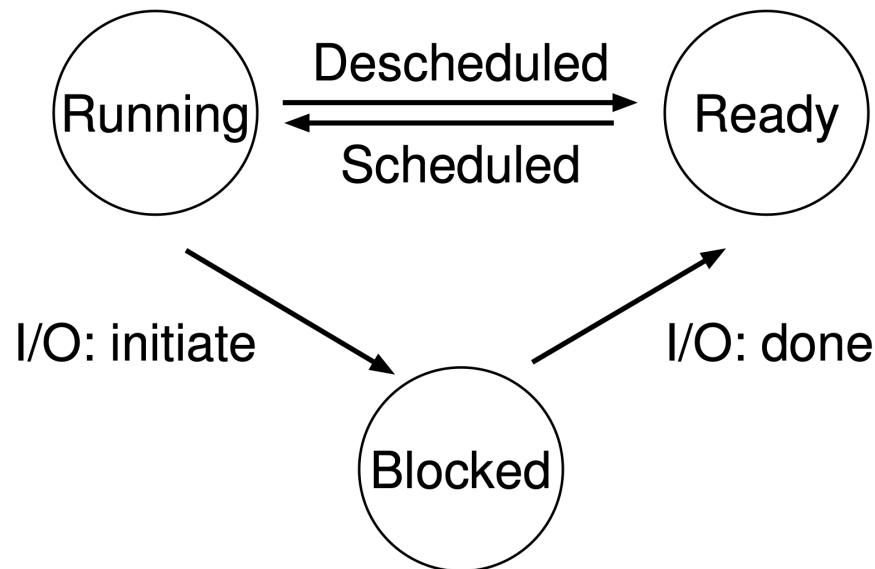 Descheduled
Running
Ready
Scheduled
I/O: initiate
I/O: done
Blocked